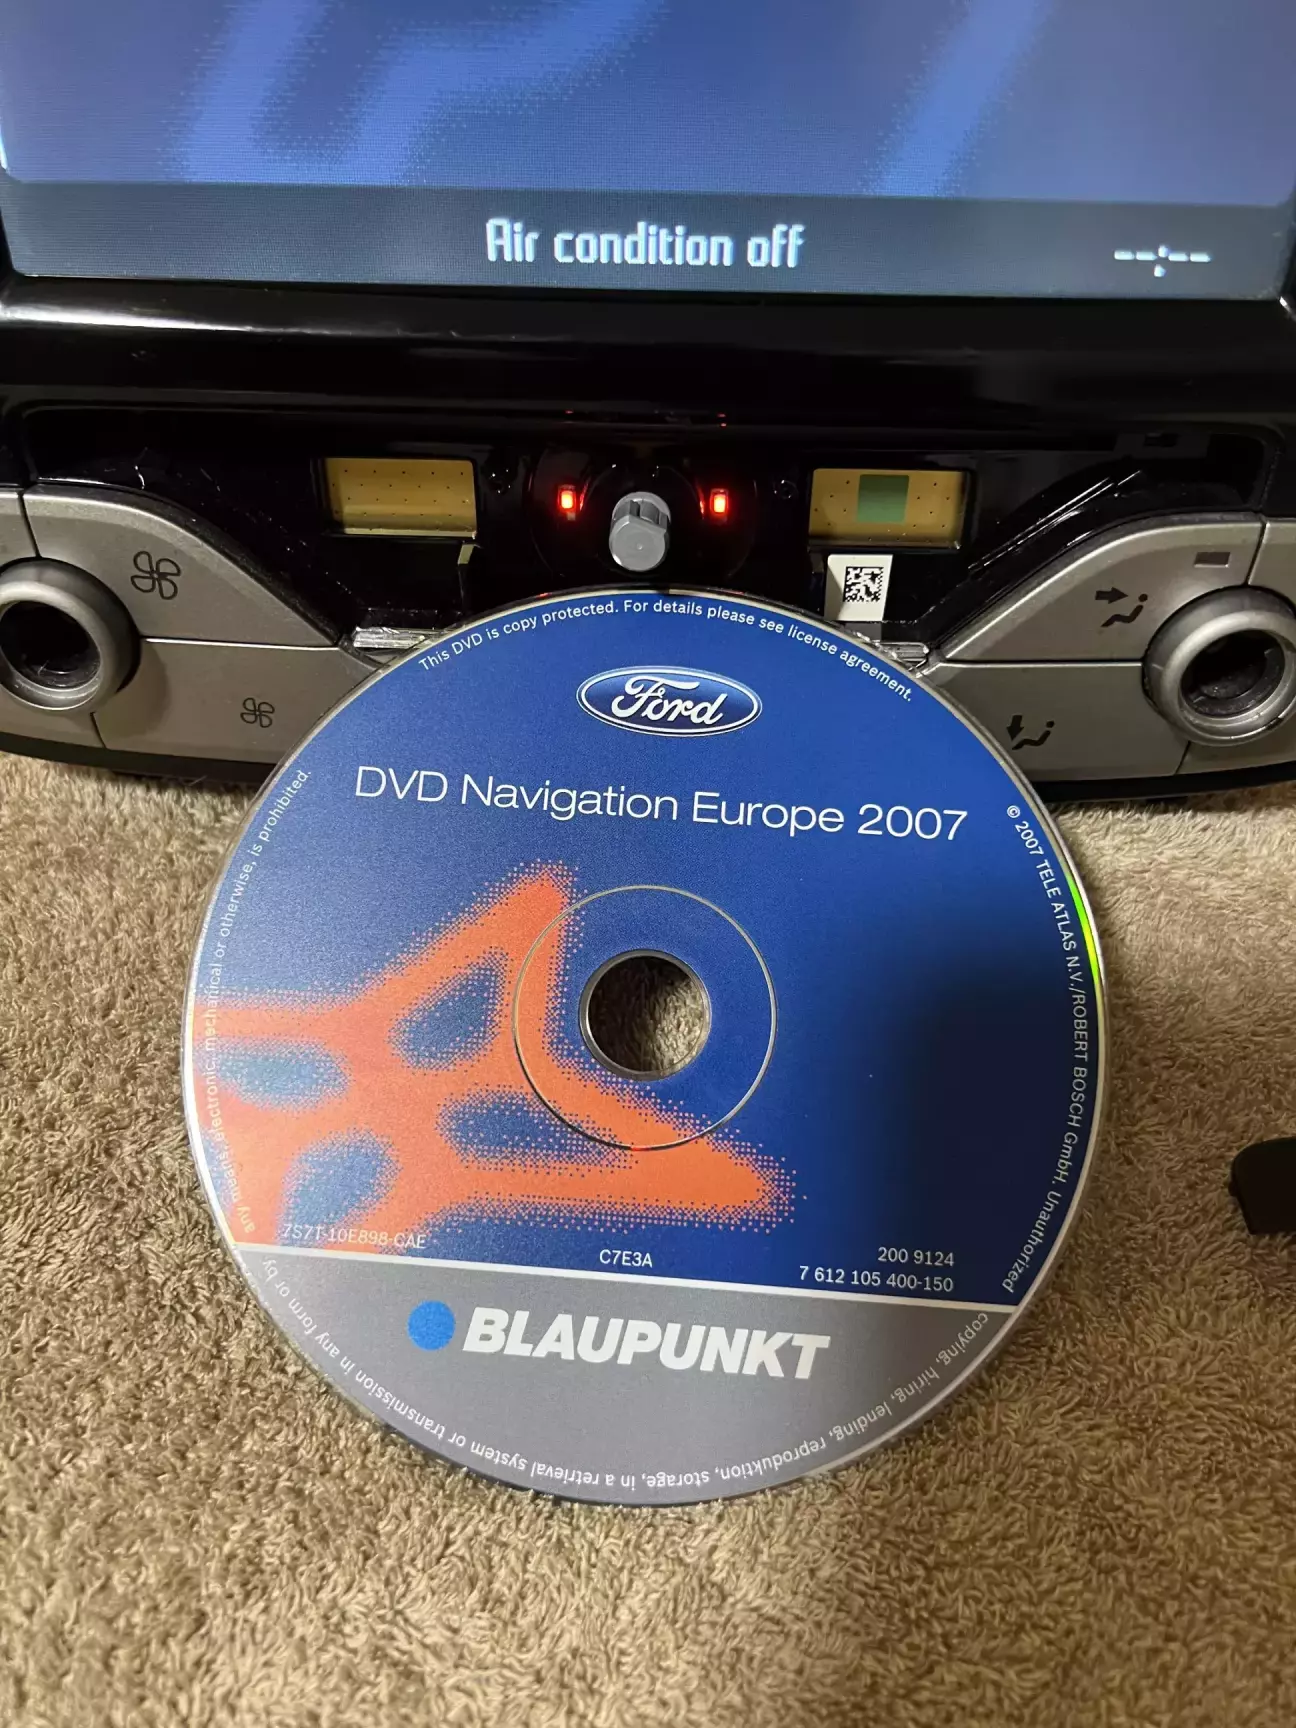 Air condition off
--:--
This DVD is copy protected. For details please see license agreement.
Ford
DVD Navigation Europe 2007
© 2007 TELE ATLAS N.V./ROBERT BOSCH GmbH. Unauthorized
copying, hiring, lending, reproduktion, storage, in a retrieval system or transmission in any form or by
any means, electronic, mechanical or otherwise, is prohibited.
7S7T-10E898-CAE
C7E3A
200 9124
7 612 105 400-150
BLAUPUNKT